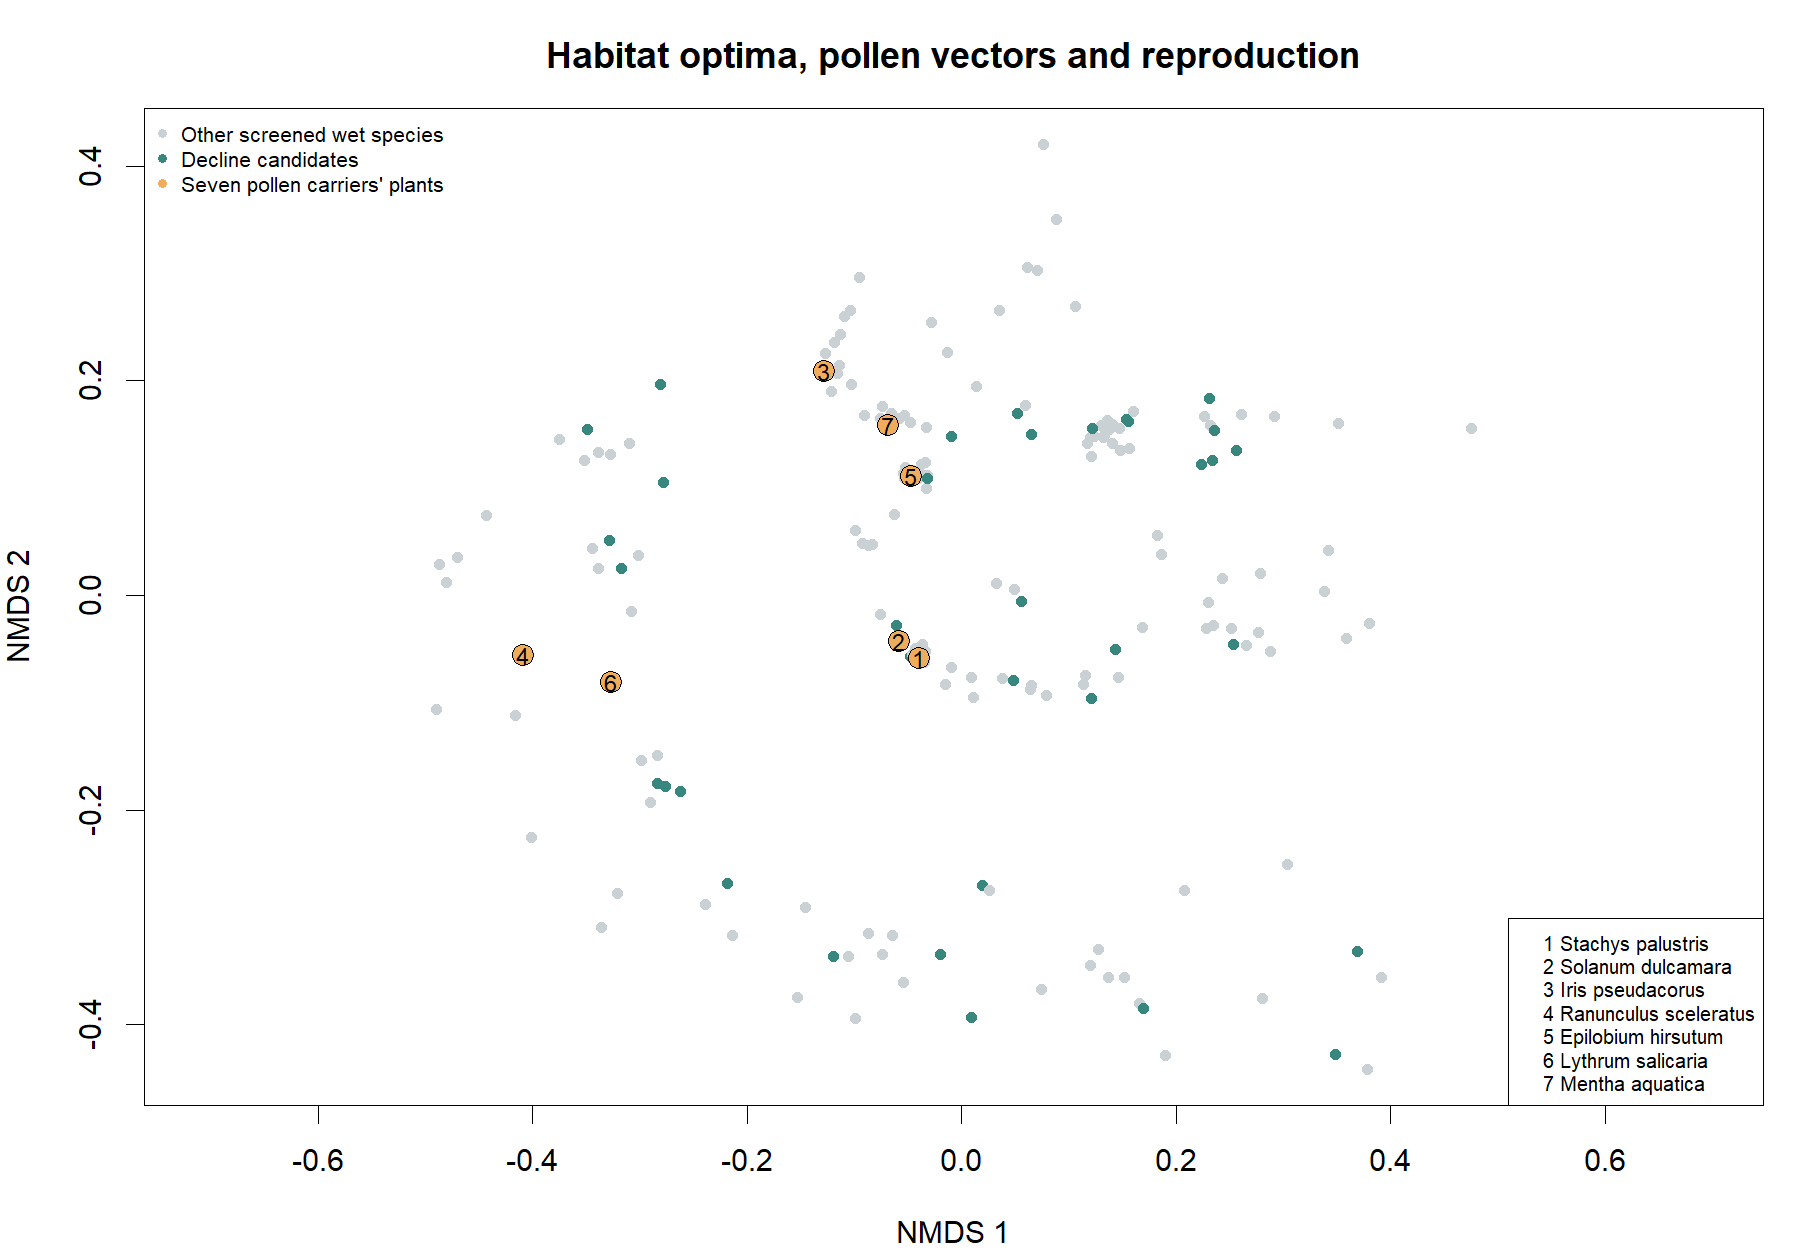 Habitat optima, pollen vectors and reproduction
Other screened wet species
Decline candidates
Seven pollen carriers' plants
0.4
0.2
0.0
-0.2
-0.4
NMDS 2
3
7
5
2
1
4
6
1 Stachys palustris
2 Solanum dulcamara
3 Iris pseudacorus
4 Ranunculus sceleratus
5 Epilobium hirsutum
6 Lythrum salicaria
7 Mentha aquatica
-0.6 -0.4 -0.2 0.0 0.2 0.4 0.6
NMDS 1